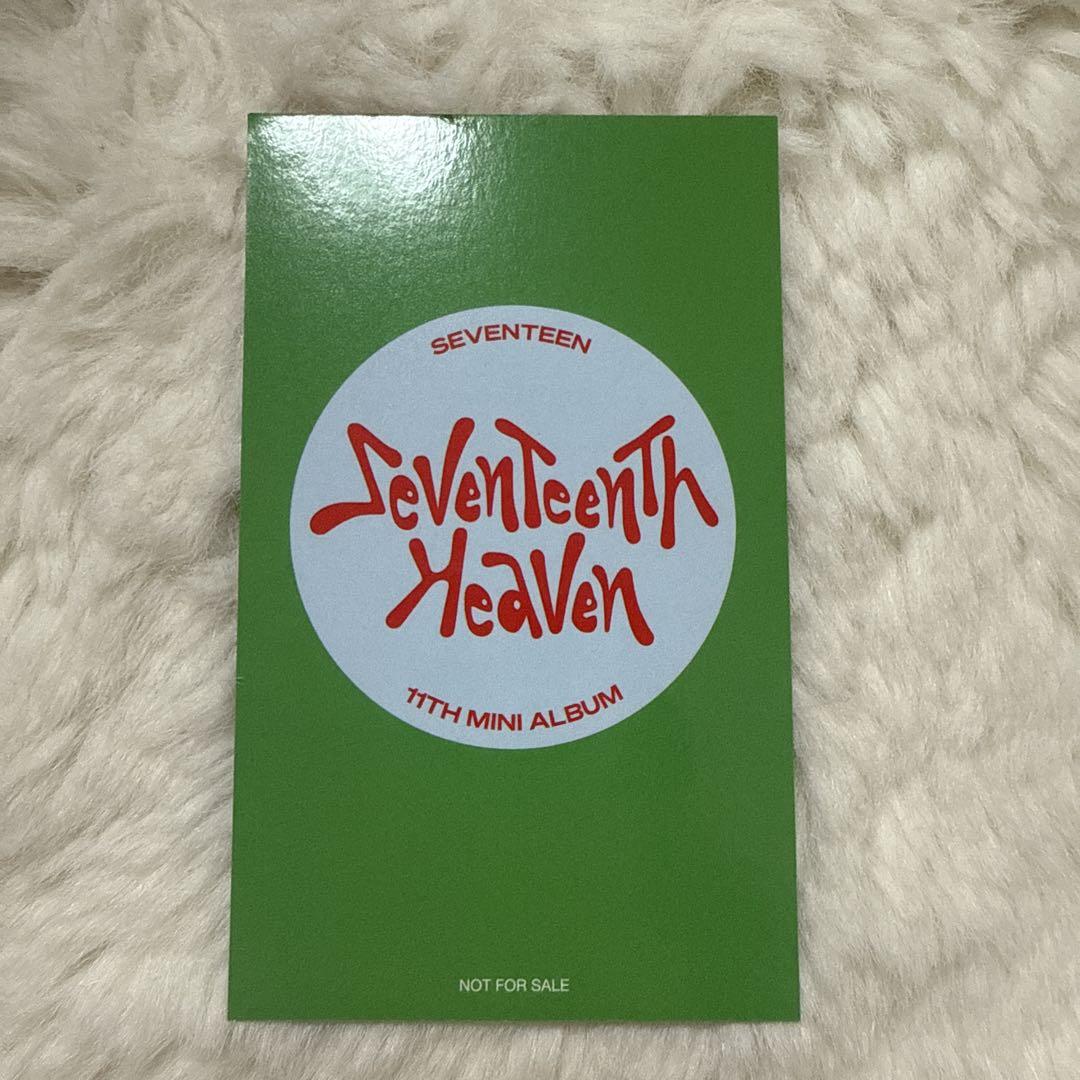 SEVENTEEN
SevenTeenTh
Heaven
11TH MINI ALBUM
NOT FOR SALE